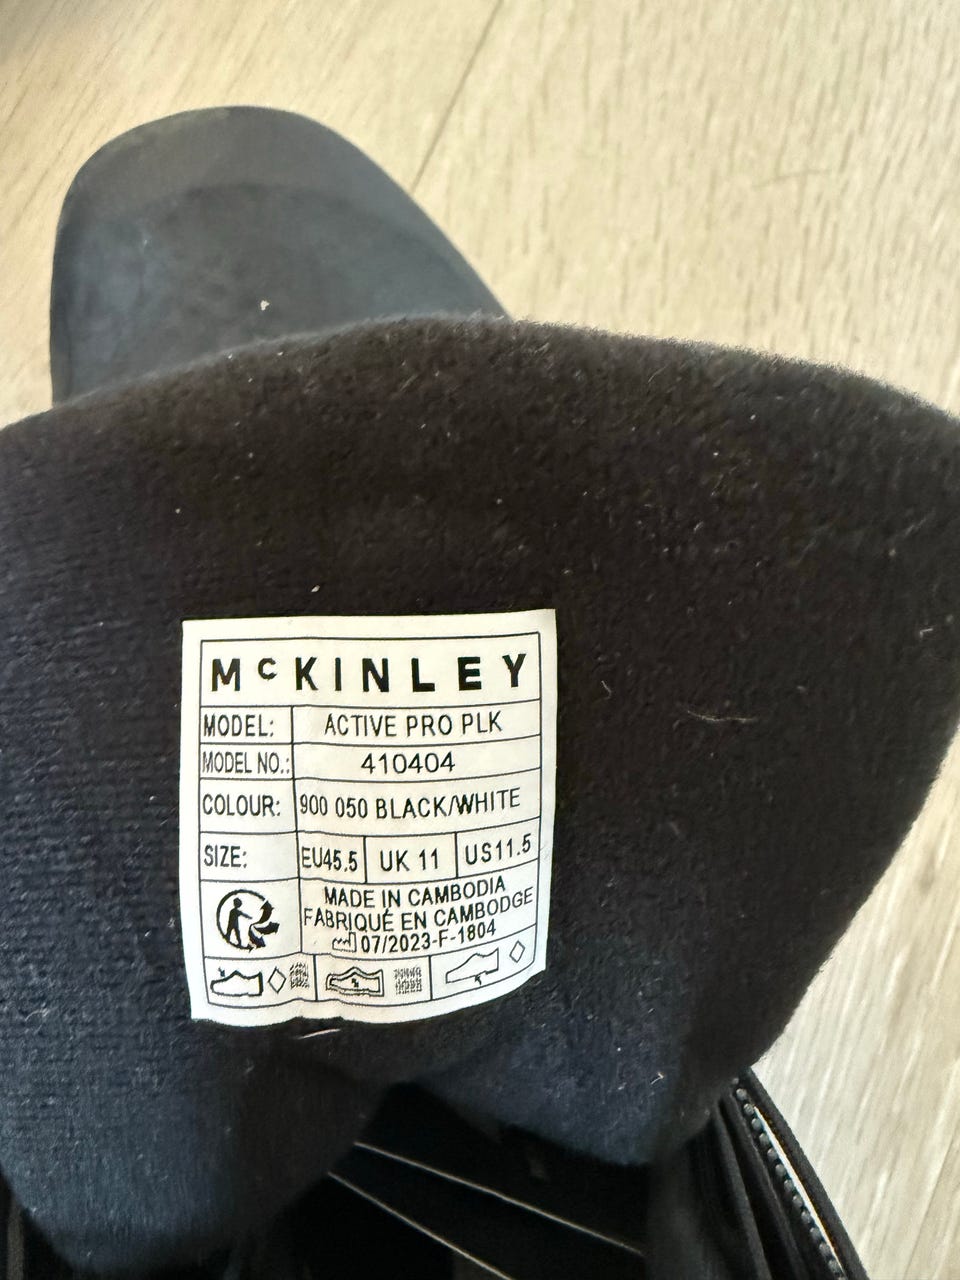 McKINLEY
MODEL: ACTIVE PRO PLK
MODEL NO.: 410404
COLOUR: 900 050 BLACK/WHITE
SIZE: EU45.5 UK 11 US11.5
MADE IN CAMBODIA
FABRIQUÉ EN CAMBODGE
07/2023-F-1804